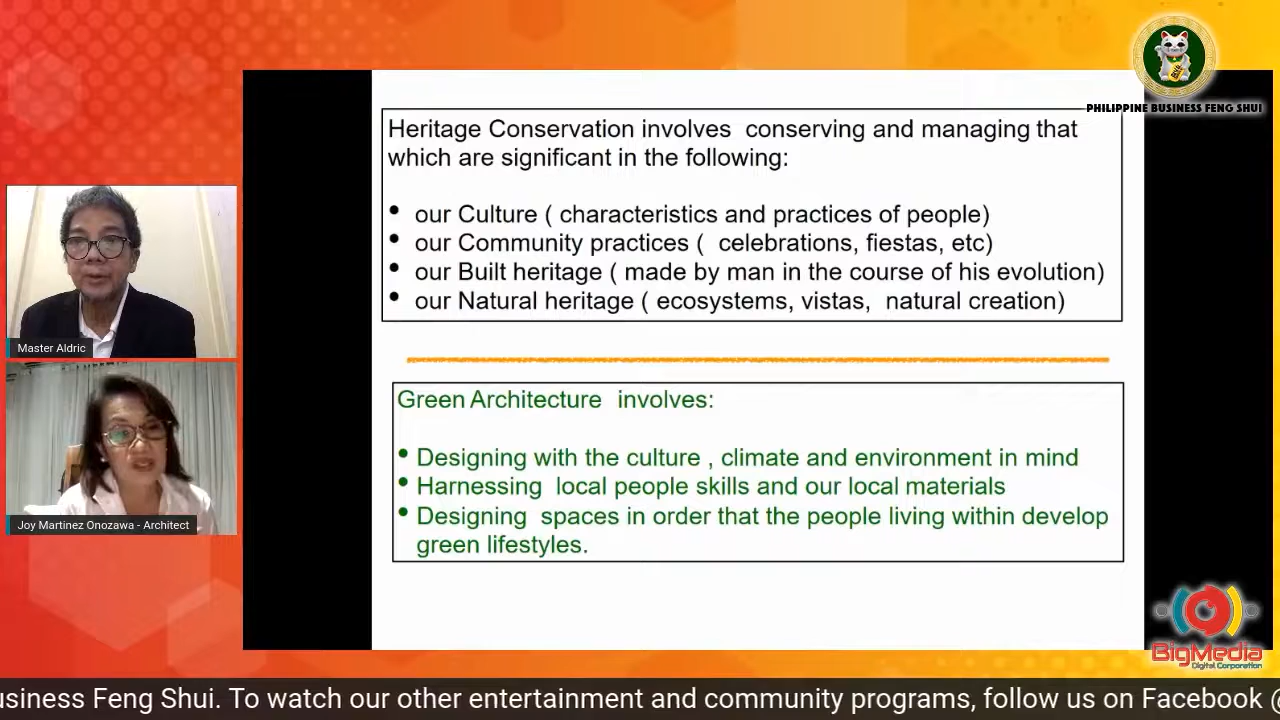 PHILIPPINE BUSINESS FENG SHUI
Heritage Conservation involves conserving and managing that
which are significant in the following:
• our Culture ( characteristics and practices of people)
• our Community practices ( celebrations, fiestas, etc)
• our Built heritage ( made by man in the course of his evolution)
• our Natural heritage ( ecosystems, vistas, natural creation)
Green Architecture involves:
• Designing with the culture , climate and environment in mind
• Harnessing local people skills and our local materials
• Designing spaces in order that the people living within develop
green lifestyles.
Master Aldric
Joy Martinez Onozawa - Architect
BigMedia
Digital Corporation
usiness Feng Shui. To watch our other entertainment and community programs, follow us on Facebook @